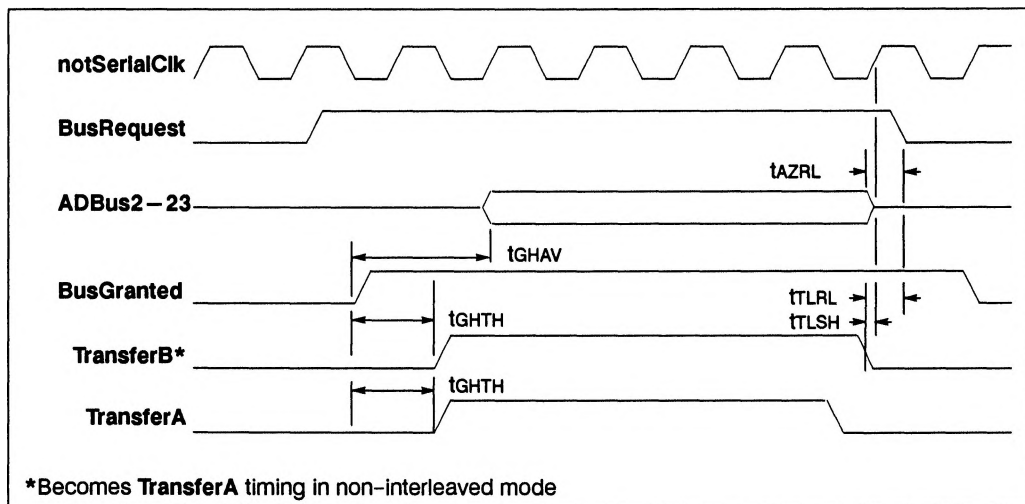 notSerialClk
BusRequest
tAZRL
ADBus2–23
tGHAV
BusGranted
tTLRL
tGHTH
tTLSH
TransferB*
tGHTH
TransferA
*Becomes TransferA timing in non-interleaved mode